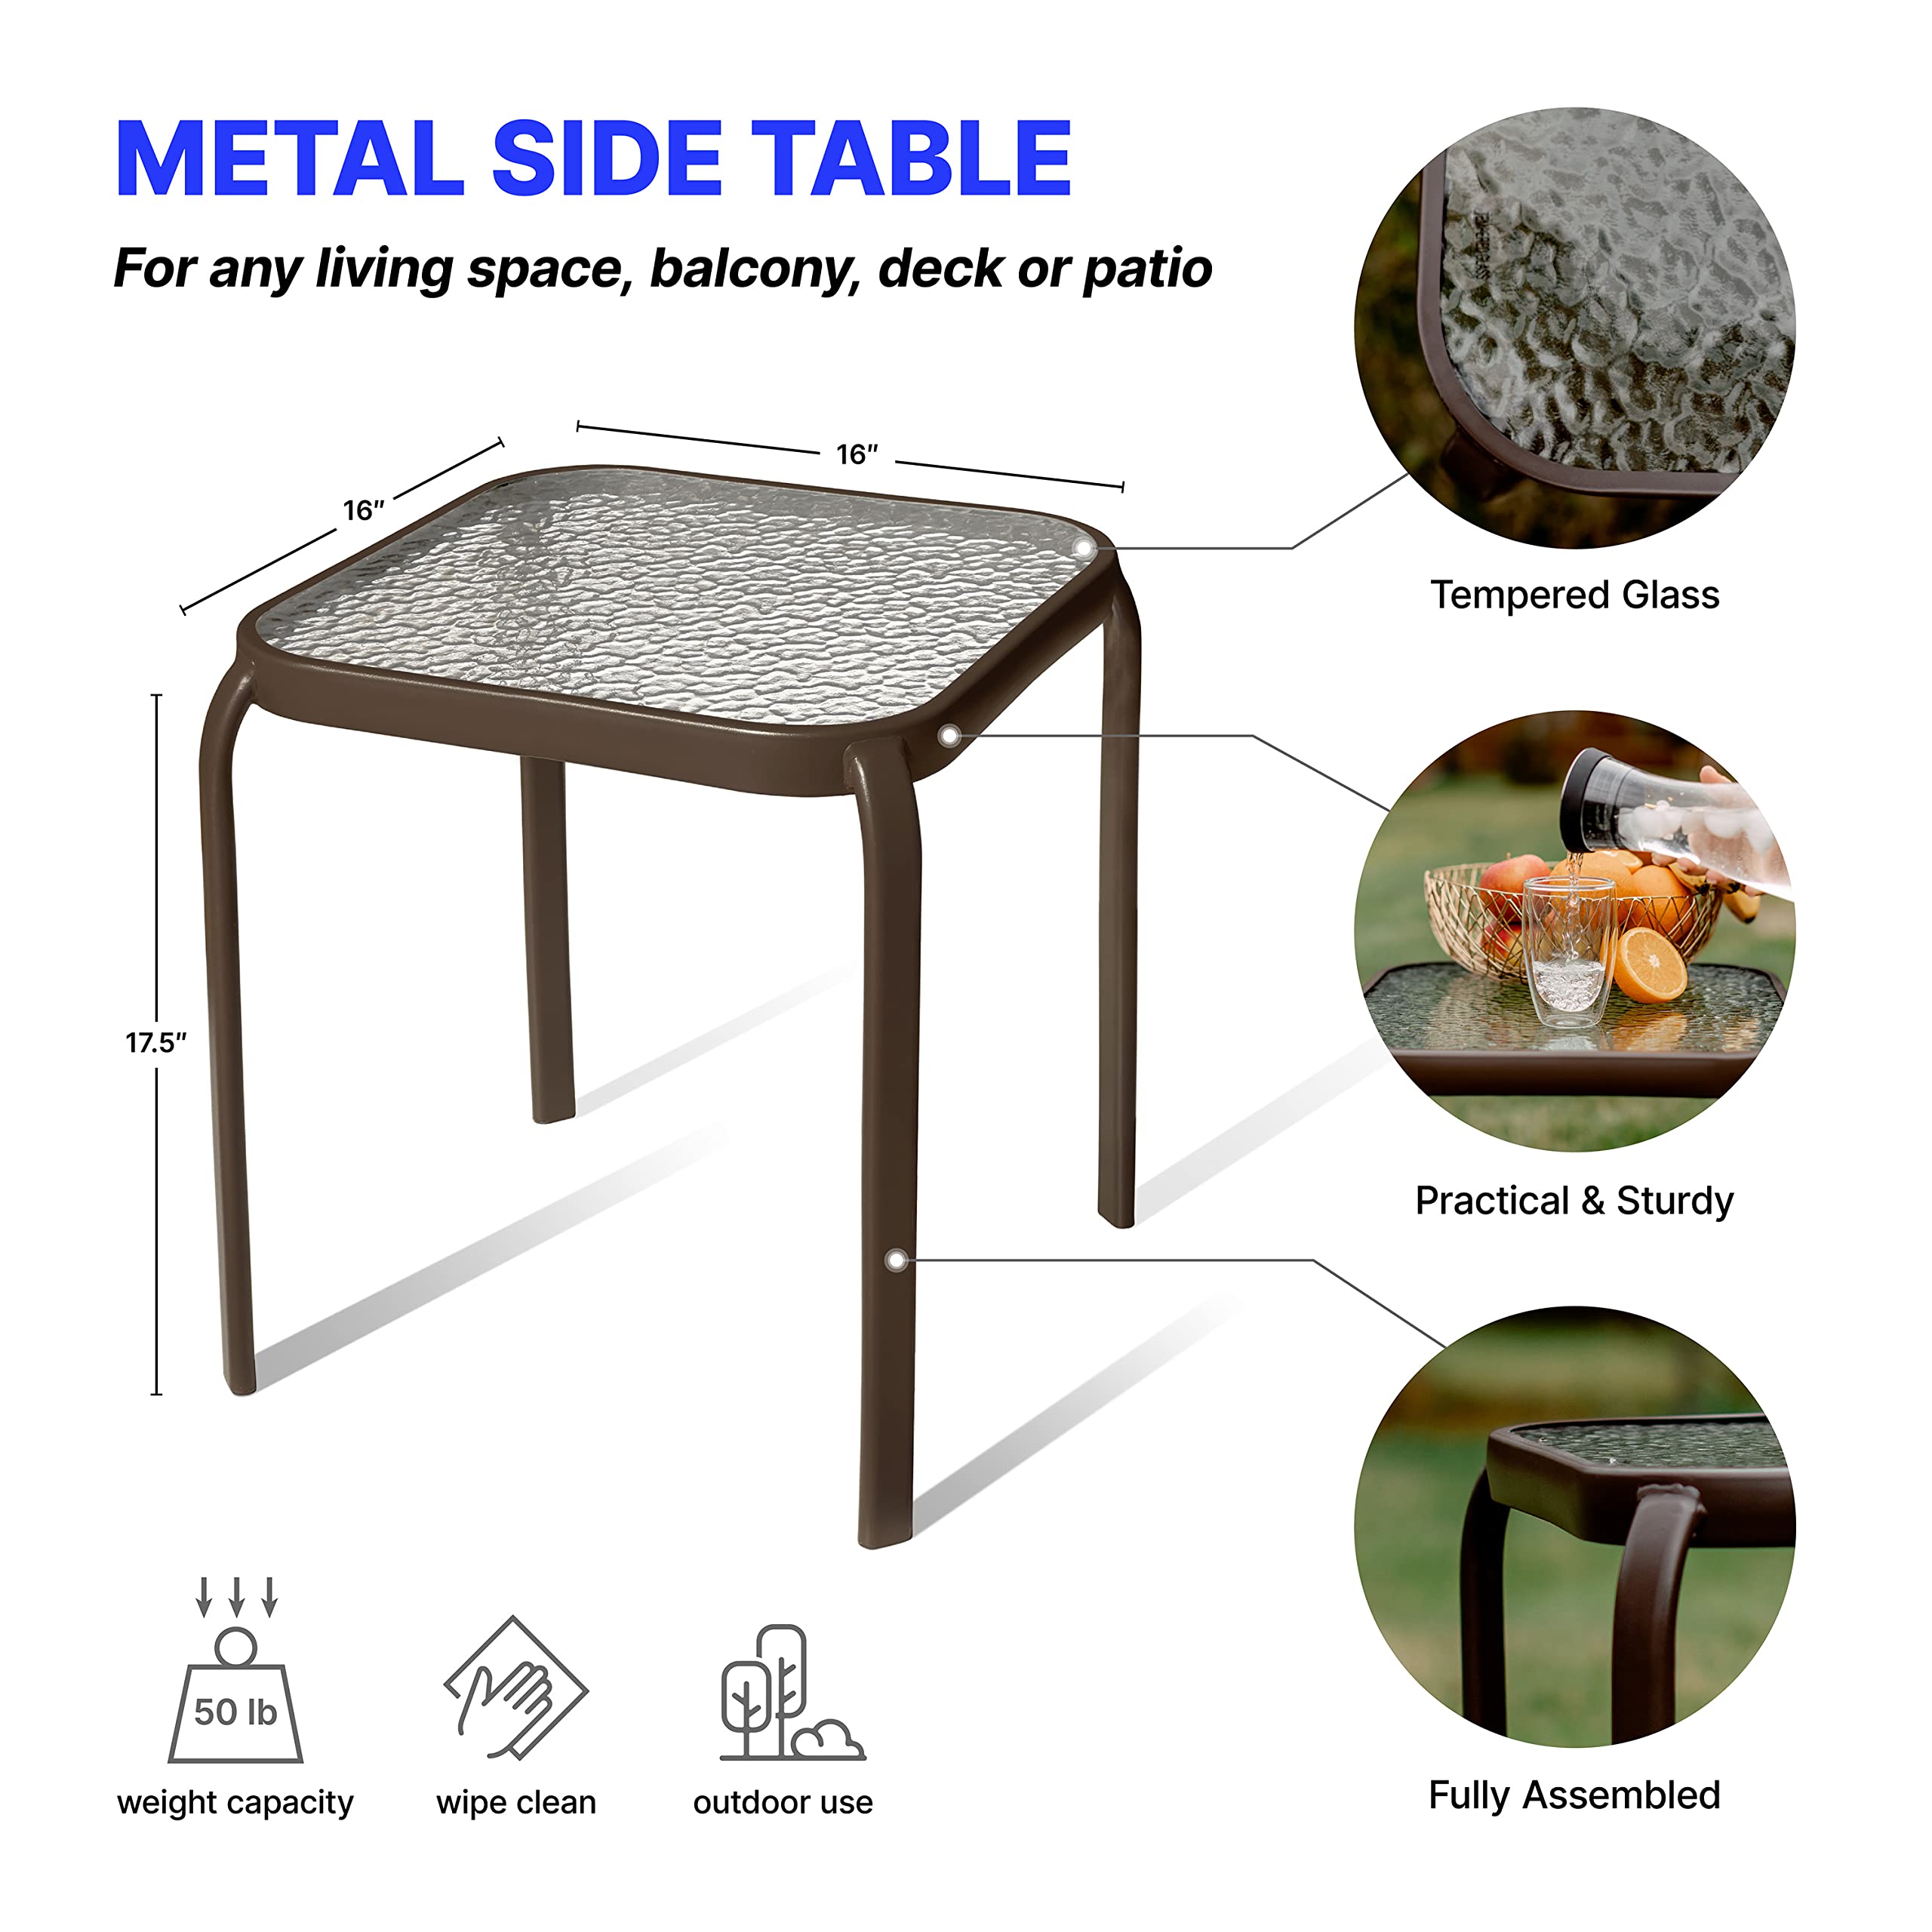 METAL SIDE TABLE
For any living space, balcony, deck or patio
16"
16"
17.5"
Tempered Glass
Practical & Sturdy
Fully Assembled
50 lb
weight capacity
wipe clean
outdoor use